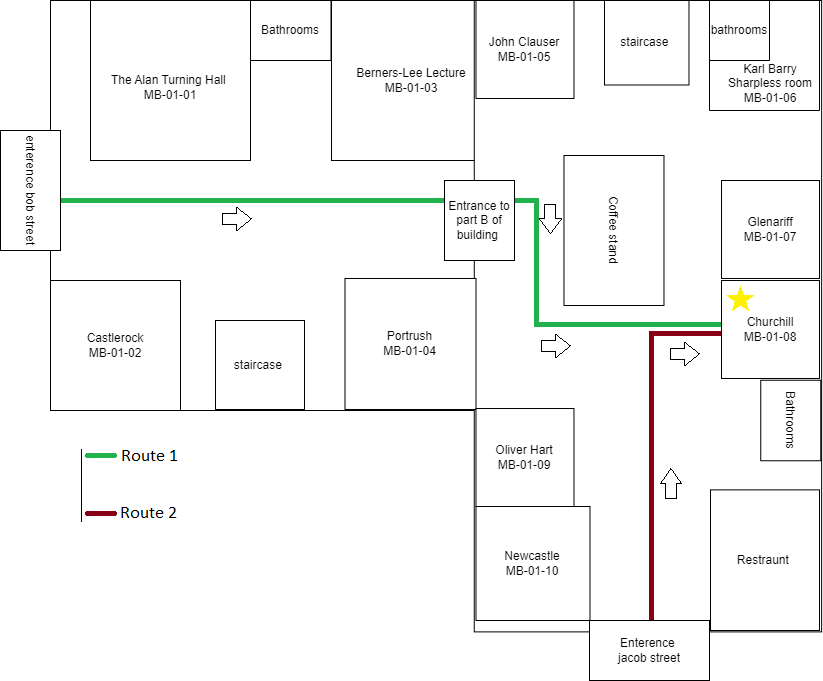 Bathrooms
John Clauser
MB-01-05
staircase
bathrooms
The Alan Turning Hall
MB-01-01
Berners-Lee Lecture
MB-01-03
Karl Barry
Sharpless room
MB-01-06
enterence bob street
Entrance to
part B of
building
Coffee stand
Glenariff
MB-01-07
Castlerock
MB-01-02
staircase
Portrush
MB-01-04
Churchill
MB-01-08
Bathrooms
Route 1
Route 2
Oliver Hart
MB-01-09
Newcastle
MB-01-10
Restraunt
Enterence
jacob street